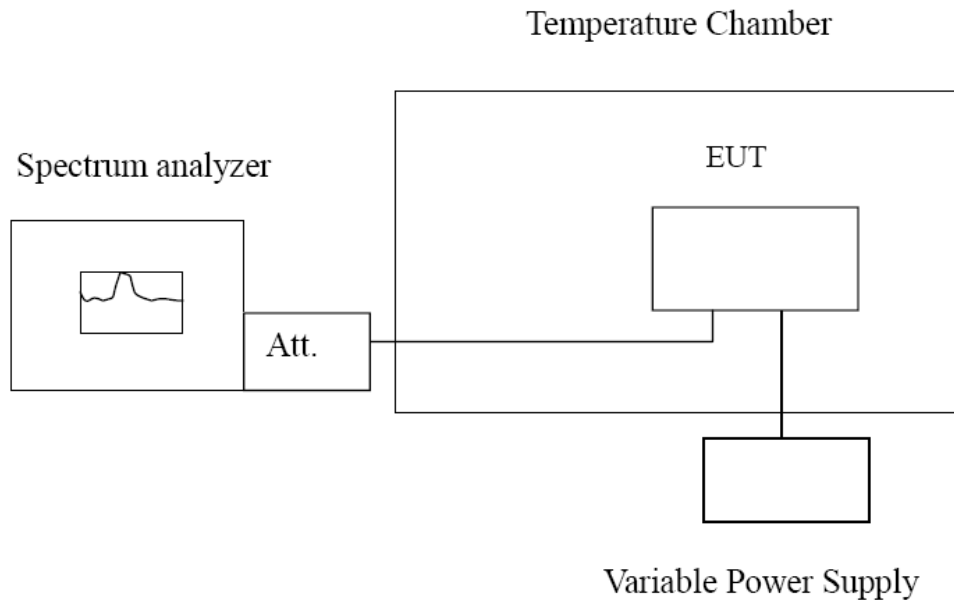 Temperature Chamber
Spectrum analyzer
EUT
Att.
Variable Power Supply